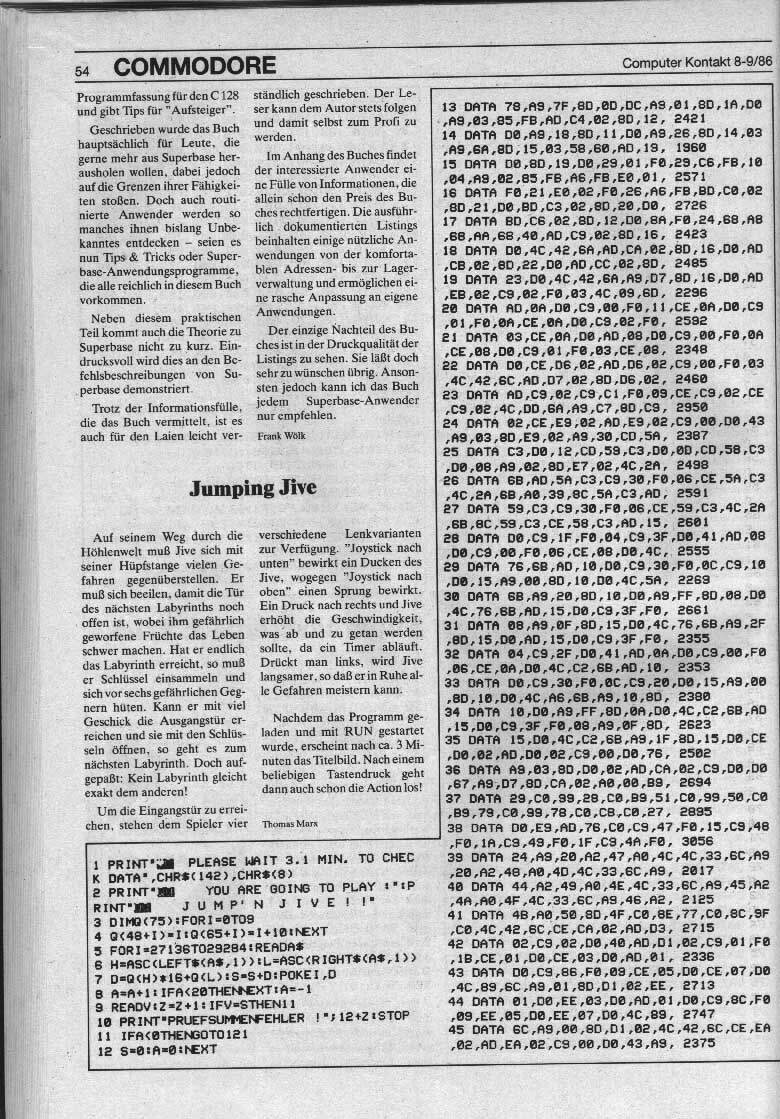 54 COMMODORE
Computer Kontakt 8-9/86
Programmfassung für den C 128
und gibt Tips für "Aufsteiger".
Geschrieben wurde das Buch
hauptsächlich für Leute, die
gerne mehr aus Superbase her-
ausholen wollen, dabei jedoch
auf die Grenzen ihrer Fähigkei-
ten stoßen. Doch auch routi-
nierte Anwender werden so
manches ihnen bislang Unbe-
kanntes entdecken – seien es
nun Tips & Tricks oder Super-
base-Anwendungsprogramme,
die alle reichlich in diesem Buch
vorkommen.
Neben diesem praktischen
Teil kommt auch die Theorie zu
Superbase nicht zu kurz. Ein-
drucksvoll wird dies an den Be-
fehlsbeschreibungen von Su-
perbase demonstriert.
Trotz der Informationsfülle,
die das Buch vermittelt, ist es
auch für den Laien leicht ver-
ständlich geschrieben. Der Le-
ser kann dem Autor stets folgen
und damit selbst zum Profi zu
werden.
Im Anhang des Buches findet
der interessierte Anwender ei-
ne Fülle von Informationen, die
allein schon den Preis des Bu-
ches rechtfertigen. Die ausführ-
lich dokumentierten Listings
beinhalten einige nützliche An-
wendungen von der komforta-
blen Adressen- bis zur Lager-
verwaltung und ermöglichen ei-
ne rasche Anpassung an eigene
Anwendungen.
Der einzige Nachteil des Bu-
ches ist in der Druckqualität der
Listings zu sehen. Sie läßt doch
sehr zu wünschen übrig. Anson-
sten jedoch kann ich das Buch
jedem Superbase-Anwender
nur empfehlen.
Frank Wölk
Jumping Jive
Auf seinem Weg durch die
Höhlenwelt muß Jive sich mit
seiner Hüpfstange vielen Ge-
fahren gegenüberstellen. Er
muß sich beeilen, damit die Tür
des nächsten Labyrinths noch
offen ist, wobei ihm gefährlich
geworfene Früchte das Leben
schwer machen. Hat er endlich
das Labyrinth erreicht, so muß
er Schlüssel einsammeln und
sich vor sechs gefährlichen Geg-
nern hüten. Kann er mit viel
Geschick die Ausgangstür er-
reichen und sie mit den Schlüs-
seln öffnen, so geht es zum
nächsten Labyrinth. Doch auf-
gepaßt: Kein Labyrinth gleicht
exakt dem anderen!
Um die Eingangstür zu errei-
chen, stehen dem Spieler vier
verschiedene Lenkvarianten
zur Verfügung. "Joystick nach
unten" bewirkt ein Ducken des
Jive, wogegen "Joystick nach
oben" einen Sprung bewirkt.
Ein Druck nach rechts und Jive
erhöht die Geschwindigkeit,
was ab und zu getan werden
sollte, da ein Timer abläuft.
Drückt man links, wird Jive
langsamer, so daß er in Ruhe al-
le Gefahren meistern kann.
Nachdem das Programm ge-
laden und mit RUN gestartet
wurde, erscheint nach ca. 3 Mi-
nuten das Titelbild. Nach einem
beliebigen Tastendruck geht
dann auch schon die Action los!
Thomas Marx
1 PRINT" PLEASE WAIT 3.1 MIN. TO CHEC
K DATA",CHR$(142),CHR$(8)
2 PRINT" YOU ARE GOING TO PLAY :":P
RINT" J U M P ' N J I V E ! !"
3 DIMQ(75):FORI=0TO9
4 Q(48+I)=I:Q(65+I)=I+10:NEXT
5 FORI=27136TO29284:READA$
6 H=ASC(LEFT$(A$,1)):L=ASC(RIGHT$(A$,1))
7 D=Q(H)*16+Q(L):S=S+D:POKEI,D
8 A=A+1:IFA<20THENNEXT:A=-1
9 READV:Z=Z+1:IFV=STHEN11
10 PRINT"PRUEFSUMMENFEHLER !";12+Z:STOP
11 IFA<0THENGOTO121
12 S=0:A=0:NEXT
13 DATA 78,A9,7F,8D,0D,DC,A9,01,8D,1A,D0
,A9,03,85,FB,AD,C4,02,8D,12, 2421
14 DATA D0,A9,18,8D,11,D0,A9,26,8D,14,03
,A9,6A,8D,15,03,58,60,AD,19, 1960
15 DATA D0,8D,19,D0,29,01,F0,29,C6,FB,10
,04,A9,02,85,FB,A6,FB,E0,01, 2571
16 DATA F0,21,E0,02,F0,26,A6,FB,BD,C0,02
,8D,21,D0,BD,C3,02,8D,20,D0, 2726
17 DATA BD,C6,02,8D,12,D0,8A,F0,24,68,A8
,68,AA,68,40,AD,C9,02,8D,16, 2423
18 DATA D0,4C,42,6A,AD,CA,02,8D,16,D0,AD
,CB,02,8D,22,D0,AD,CC,02,8D, 2485
19 DATA 23,D0,4C,42,6A,A9,D7,8D,16,D0,AD
,EB,02,C9,02,F0,03,4C,09,6D, 2296
20 DATA AD,0A,D0,C9,00,F0,11,CE,0A,D0,C9
,01,F0,0A,CE,0A,D0,C9,02,F0, 2592
21 DATA 03,CE,0A,D0,AD,08,D0,C9,00,F0,0A
,CE,08,D0,C9,01,F0,03,CE,08, 2348
22 DATA D0,CE,D6,02,AD,D6,02,C9,00,F0,03
,4C,42,6C,AD,D7,02,8D,D6,02, 2460
23 DATA AD,C9,02,C9,C1,F0,09,CE,C9,02,CE
,C9,02,4C,DD,6A,A9,C7,8D,C9, 2950
24 DATA 02,CE,E9,02,AD,E9,02,C9,00,D0,43
,A9,03,8D,E9,02,A9,30,CD,5A, 2387
25 DATA C3,D0,12,CD,59,C3,D0,0D,CD,58,C3
,D0,08,A9,02,8D,E7,02,4C,2A, 2498
26 DATA 6B,AD,5A,C3,C9,30,F0,06,CE,5A,C3
,4C,2A,6B,A0,39,8C,5A,C3,AD, 2591
27 DATA 59,C3,C9,30,F0,06,CE,59,C3,4C,2A
,6B,8C,59,C3,CE,58,C3,AD,15, 2601
28 DATA D0,C9,1F,F0,04,C9,3F,D0,41,AD,08
,D0,C9,00,F0,06,CE,08,D0,4C, 2555
29 DATA 76,6B,AD,10,D0,C9,30,F0,0C,C9,10
,D0,15,A9,00,8D,10,D0,4C,5A, 2269
30 DATA 6B,A9,20,8D,10,D0,A9,FF,8D,08,D0
,4C,76,6B,AD,15,D0,C9,3F,F0, 2661
31 DATA 08,A9,0F,8D,15,D0,4C,76,6B,A9,2F
,8D,15,D0,AD,15,D0,C9,3F,F0, 2355
32 DATA 04,C9,2F,D0,41,AD,0A,D0,C9,00,F0
,06,CE,0A,D0,4C,C2,6B,AD,10, 2353
33 DATA D0,C9,30,F0,0C,C9,20,D0,15,A9,00
,8D,10,D0,4C,A6,6B,A9,10,8D, 2380
34 DATA 10,D0,A9,FF,8D,0A,D0,4C,C2,6B,AD
,15,D0,C9,3F,F0,08,A9,0F,8D, 2623
35 DATA 15,D0,4C,C2,6B,A9,1F,8D,15,D0,CE
,D0,02,AD,D0,02,C9,00,D0,76, 2502
36 DATA A9,03,8D,D0,02,AD,CA,02,C9,D0,D0
,67,A9,D7,8D,CA,02,A0,00,B9, 2694
37 DATA 29,C0,99,28,C0,B9,51,C0,99,50,C0
,B9,79,C0,99,78,C0,C8,C0,27, 2895
38 DATA D0,E9,AD,76,C0,C9,47,F0,15,C9,48
,F0,1A,C9,49,F0,1F,C9,4A,F0, 3056
39 DATA 24,A9,20,A2,47,A0,4C,4C,33,6C,A9
,20,A2,48,A0,4D,4C,33,6C,A9, 2017
40 DATA 44,A2,49,A0,4E,4C,33,6C,A9,45,A2
,4A,A0,4F,4C,33,6C,A9,46,A2, 2125
41 DATA 4B,A0,50,8D,4F,C0,8E,77,C0,8C,9F
,C0,4C,42,6C,CE,CA,02,AD,D3, 2715
42 DATA 02,C9,02,D0,40,AD,D1,02,C9,01,F0
,1B,CE,01,D0,CE,03,D0,AD,01, 2336
43 DATA D0,C9,86,F0,09,CE,05,D0,CE,07,D0
,4C,89,6C,A9,01,8D,D1,02,EE, 2713
44 DATA 01,D0,EE,03,D0,AD,01,D0,C9,8C,F0
,09,EE,05,D0,EE,07,D0,4C,89, 2747
45 DATA 6C,A9,00,8D,D1,02,4C,42,6C,CE,EA
,02,AD,EA,02,C9,00,D0,43,A9, 2375